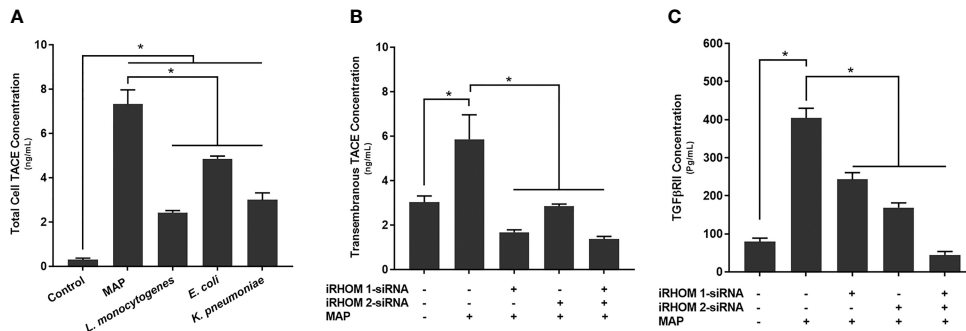 A
Total Cell TACE Concentration
(ng/mL)
10
8
6
4
2
0
*
*
Control
MAP
L. monocytogenes
E. coli
K. pneumoniae
B
Transembranous TACE Concentration
(ng/mL)
8
6
4
2
0
*
*
iRHOM 1-siRNA - - + - +
iRHOM 2-siRNA - - - + +
MAP - + + + +
C
TGFβRII Concentration
(Pg/mL)
600
500
400
300
200
100
0
*
*
iRHOM 1-siRNA - - + - +
iRHOM 2-siRNA - - - + +
MAP - + + + +